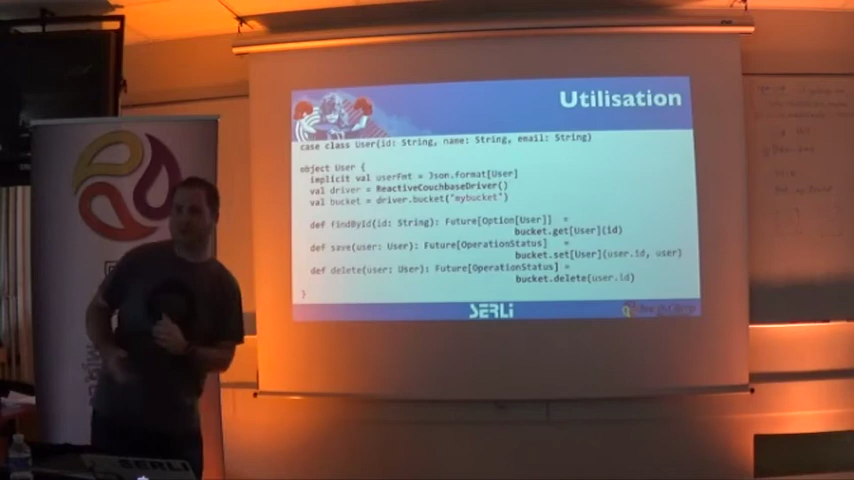 Utilisation
case class User(id: String, name: String, email: String)
object User {
implicit val userFmt = Json.format[User]
val driver = ReactiveCouchbaseDriver()
val bucket = driver.bucket("mybucket")
def findById(id: String): Future[Option[User]] =
bucket.get[User](id)
def save(user: User): Future[OperationStatus] =
bucket.set[User](user.id, user)
def delete(user: User): Future[OperationStatus] =
bucket.delete(user.id)
}
SERLI
SERLI